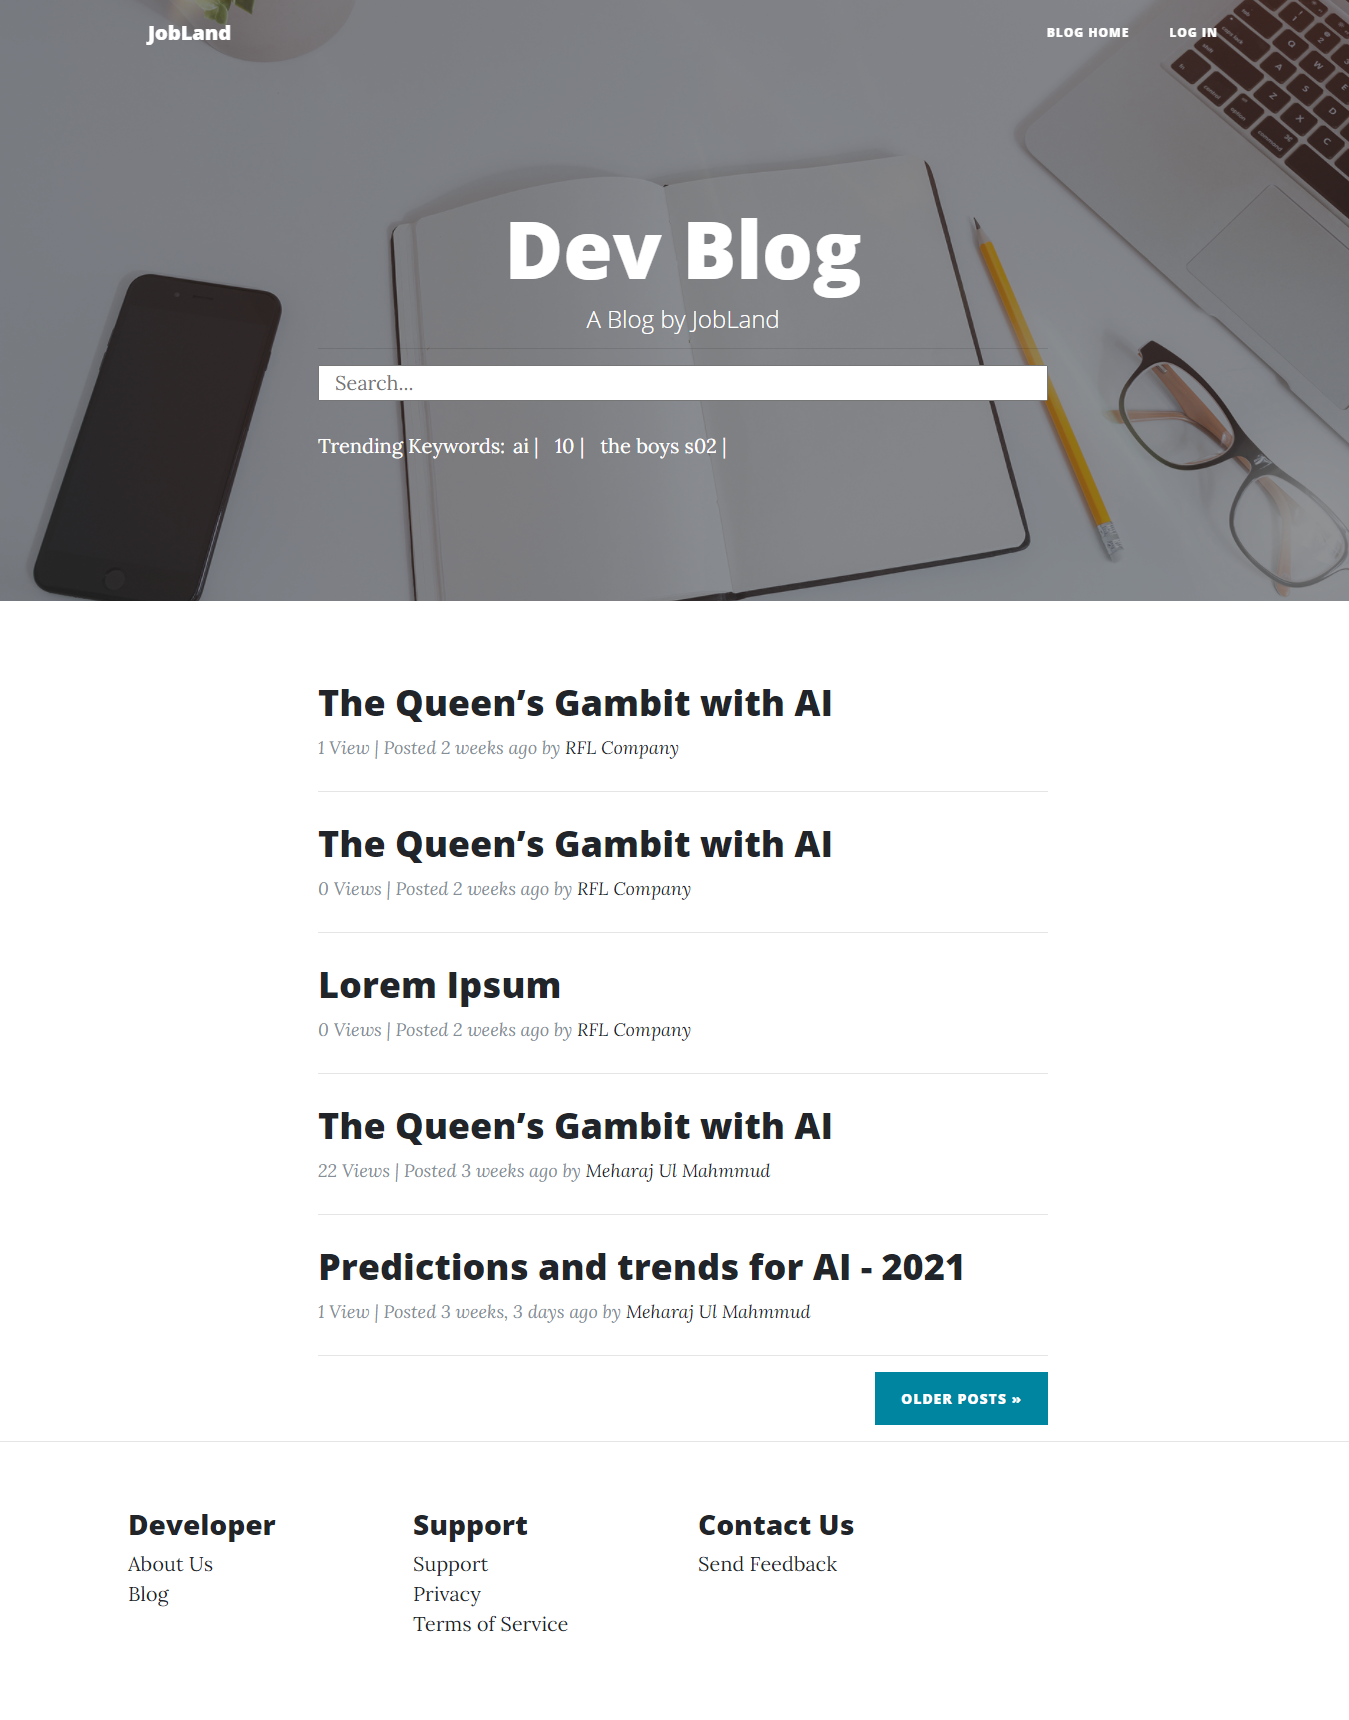 JobLand
BLOG HOME LOG IN
Dev Blog
A Blog by JobLand
Search...
Trending Keywords: ai | 10 | the boys s02 |
The Queen’s Gambit with AI
1 View | Posted 2 weeks ago by RFL Company
The Queen’s Gambit with AI
0 Views | Posted 2 weeks ago by RFL Company
Lorem Ipsum
0 Views | Posted 2 weeks ago by RFL Company
The Queen’s Gambit with AI
22 Views | Posted 3 weeks ago by Meharaj Ul Mahmmud
Predictions and trends for AI - 2021
1 View | Posted 3 weeks, 3 days ago by Meharaj Ul Mahmmud
OLDER POSTS »
Developer
About Us
Blog
Support
Support
Privacy
Terms of Service
Contact Us
Send Feedback